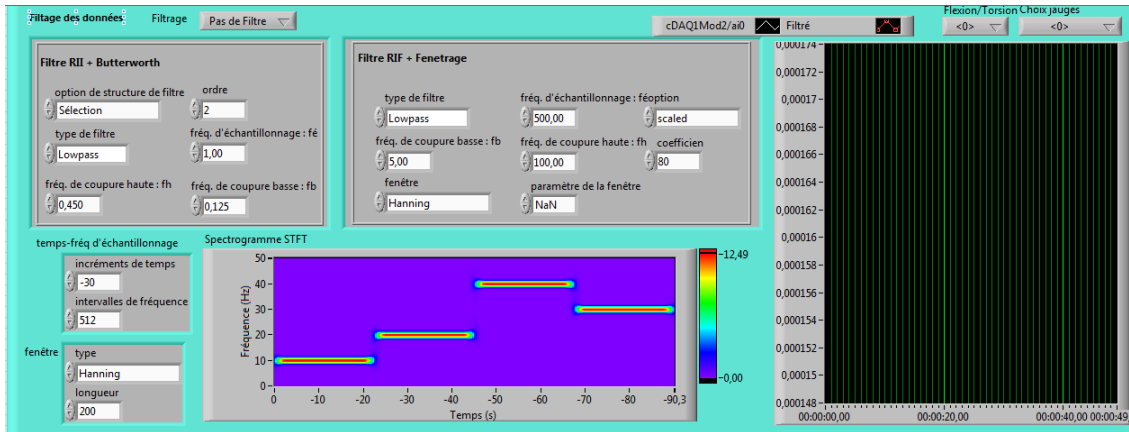 Filtage des données
Filtrage
Pas de Filtre
cDAQ1Mod2/ai0
Filtré
Flexion/Torsion
Choix jauges
<0>
<0>
Filtre RII + Butterworth
option de structure de filtre
ordre
Sélection
2
type de filtre
fréq. d'échantillonnage : fé
Lowpass
1,00
fréq. de coupure haute : fh
fréq. de coupure basse : fb
0,450
0,125
Filtre RIF + Fenetrage
type de filtre
fréq. d'échantillonnage : fé
option
Lowpass
500,00
scaled
fréq. de coupure basse : fb
fréq. de coupure haute : fh
coefficien
5,00
100,00
80
fenêtre
paramètre de la fenêtre
Hanning
NaN
temps-fréq d'échantillonnage
incréments de temps
-30
intervalles de fréquence
512
fenêtre
type
Hanning
longueur
200
Spectrogramme STFT
Fréquence (Hz)
50
40
30
20
10
0
0 -10 -20 -30 -40 -50 -60 -70 -80 -90,3
Temps (s)
12,49
0,00
0,000174
0,000172
0,00017
0,000168
0,000166
0,000164
0,000162
0,00016
0,000158
0,000156
0,000154
0,000152
0,00015
0,000148
00:00:00,00 00:00:20,00 00:00:40,00 00:00:49